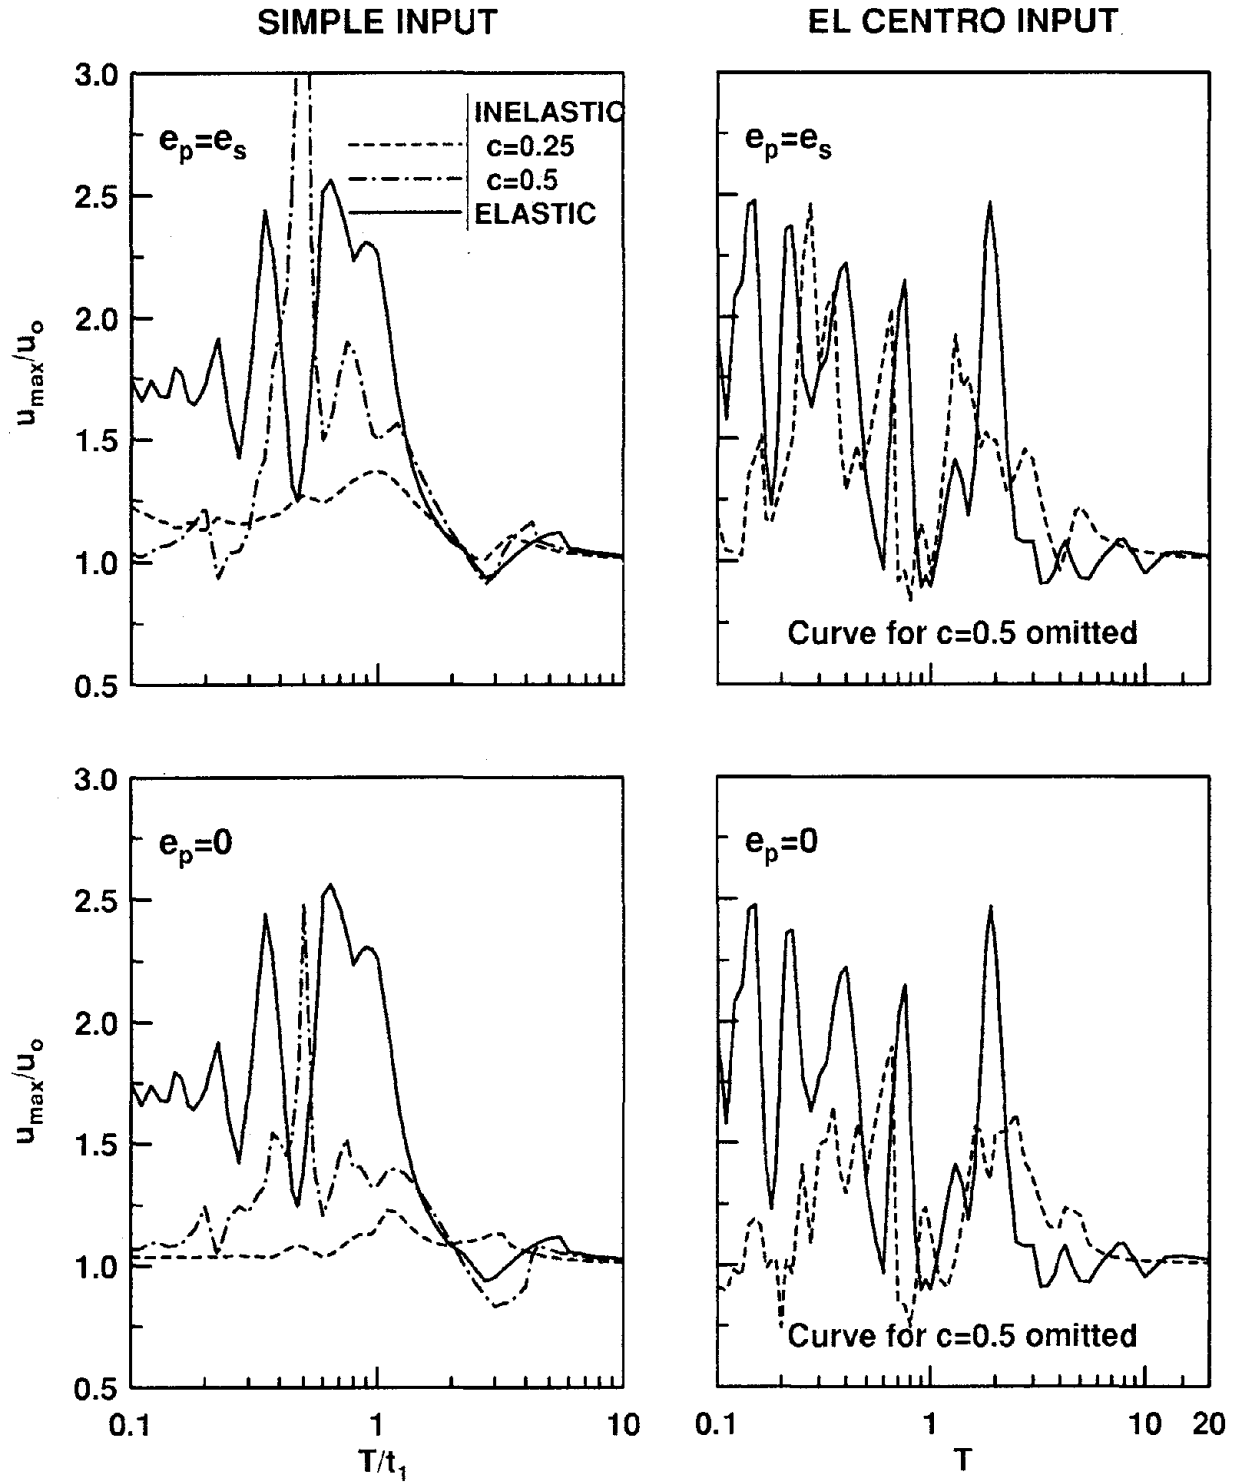 SIMPLE INPUT
EL CENTRO INPUT
3.0
2.5
2.0
1.5
1.0
0.5
u_max/u_o
e_p=e_s
INELASTIC
c=0.25
c=0.5
ELASTIC
e_p=e_s
Curve for c=0.5 omitted
3.0
2.5
2.0
1.5
1.0
0.5
u_max/u_o
e_p=0
0.1
1
10
T/t_1
e_p=0
Curve for c=0.5 omitted
0.1
1
10
20
T